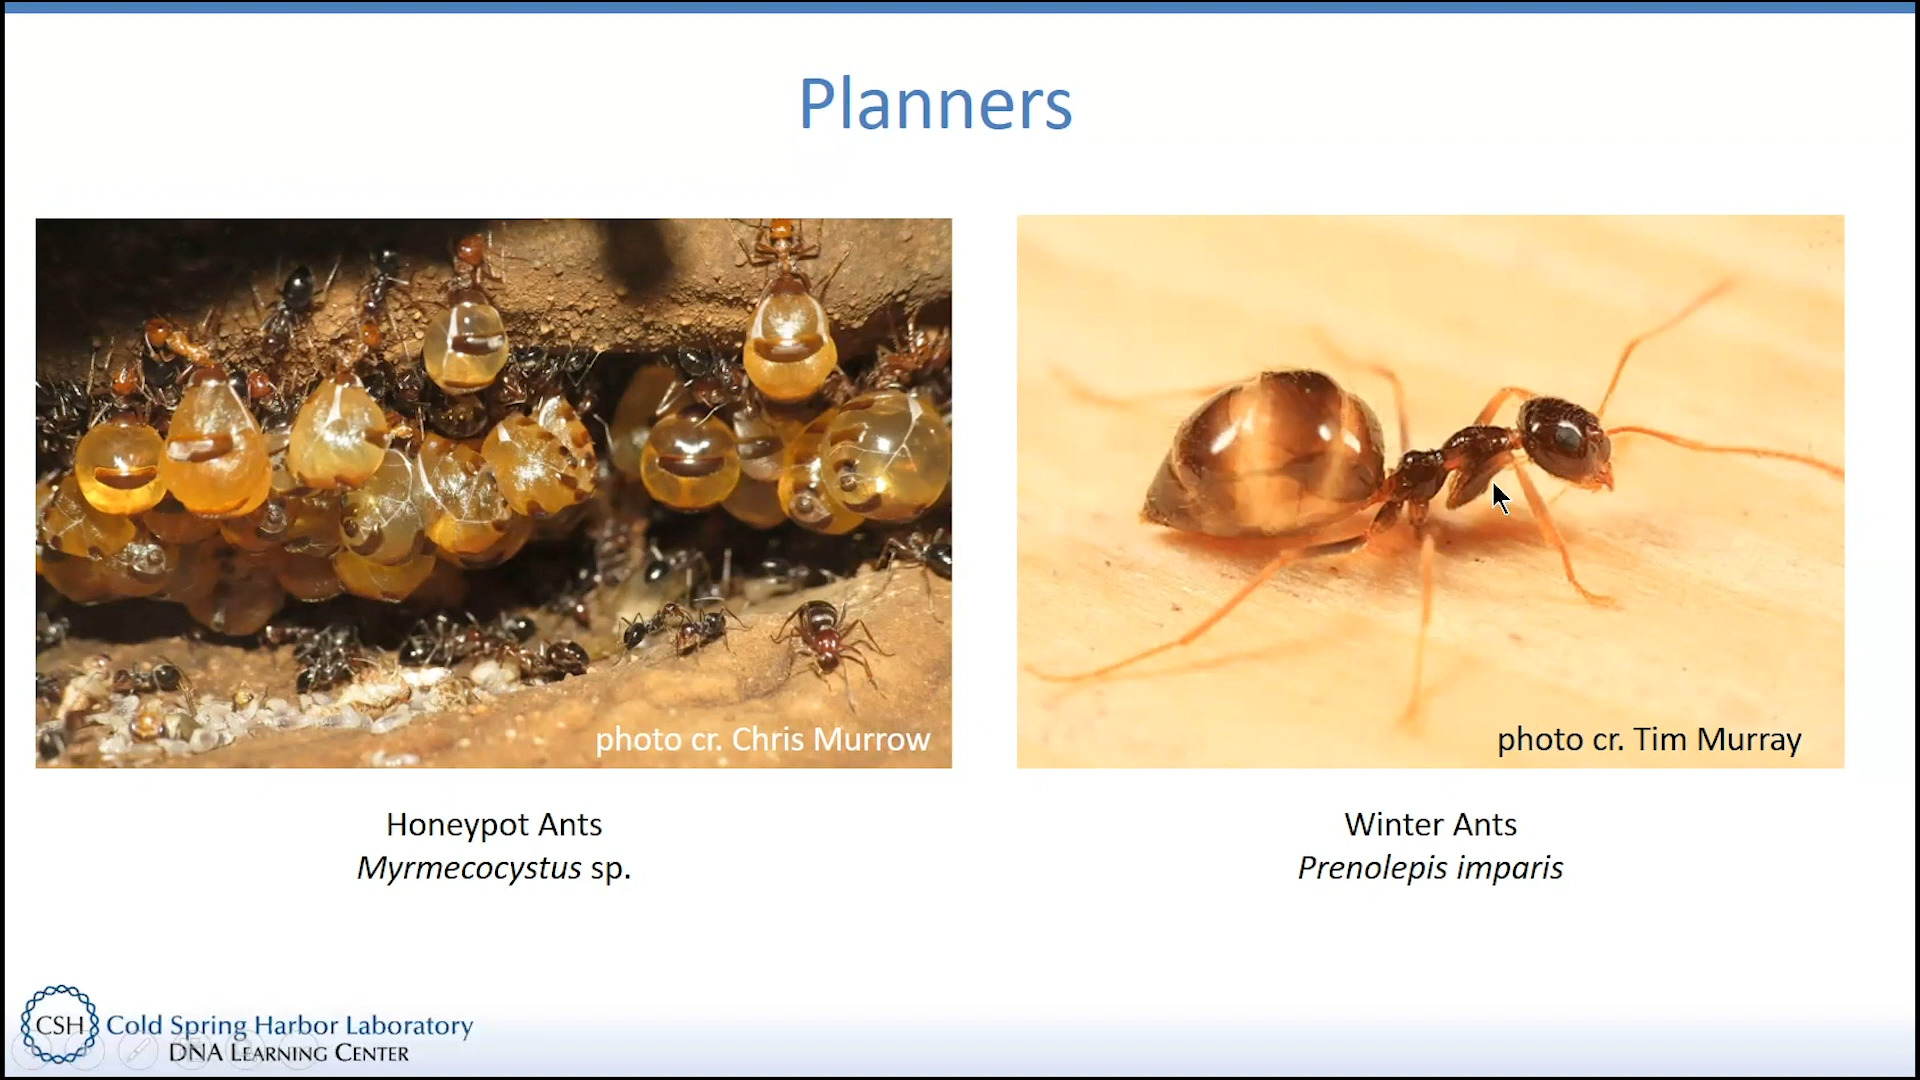 Planners
photo cr. Chris Murrow
photo cr. Tim Murray
Honeypot Ants
Myrmecocystus sp.
Winter Ants
Prenolepis imparis
CSH Cold Spring Harbor Laboratory
DNA LEARNING CENTER